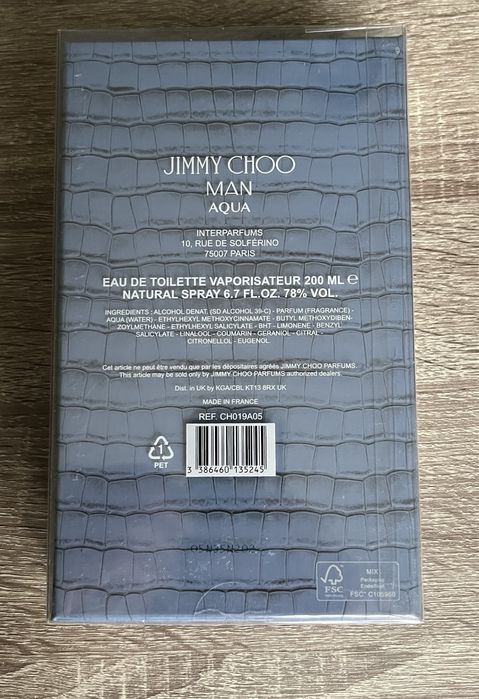 JIMMY CHOO
MAN
AQUA
INTERPARFUMS
10, RUE DE SOLFÉRINO
75007 PARIS
EAU DE TOILETTE VAPORISATEUR 200 ML ℮
NATURAL SPRAY 6.7 FL.OZ. 78% VOL.
INGREDIENTS : ALCOHOL DENAT. (SD ALCOHOL 39-C) - PARFUM (FRAGRANCE) -
AQUA (WATER) - ETHYLHEXYL METHOXYCINNAMATE - BUTYL METHOXYDIBEN-
ZOYLMETHANE - ETHYLHEXYL SALICYLATE - BHT - LIMONENE - BENZYL
SALICYLATE - LINALOOL - COUMARIN - GERANIOL - CITRAL -
CITRONELLOL - EUGENOL
Cet article ne peut être vendu que par les dépositaires agréés JIMMY CHOO PARFUMS.
This article may be sold only by JIMMY CHOO PARFUMS authorized dealers.
Dist. in UK by KGA/CBL KT13 BRX UK
MADE IN FRANCE
REF. CH019A05
1
PET
3 386460 135245
FSC
MIX
Packaging
FSC® C105960